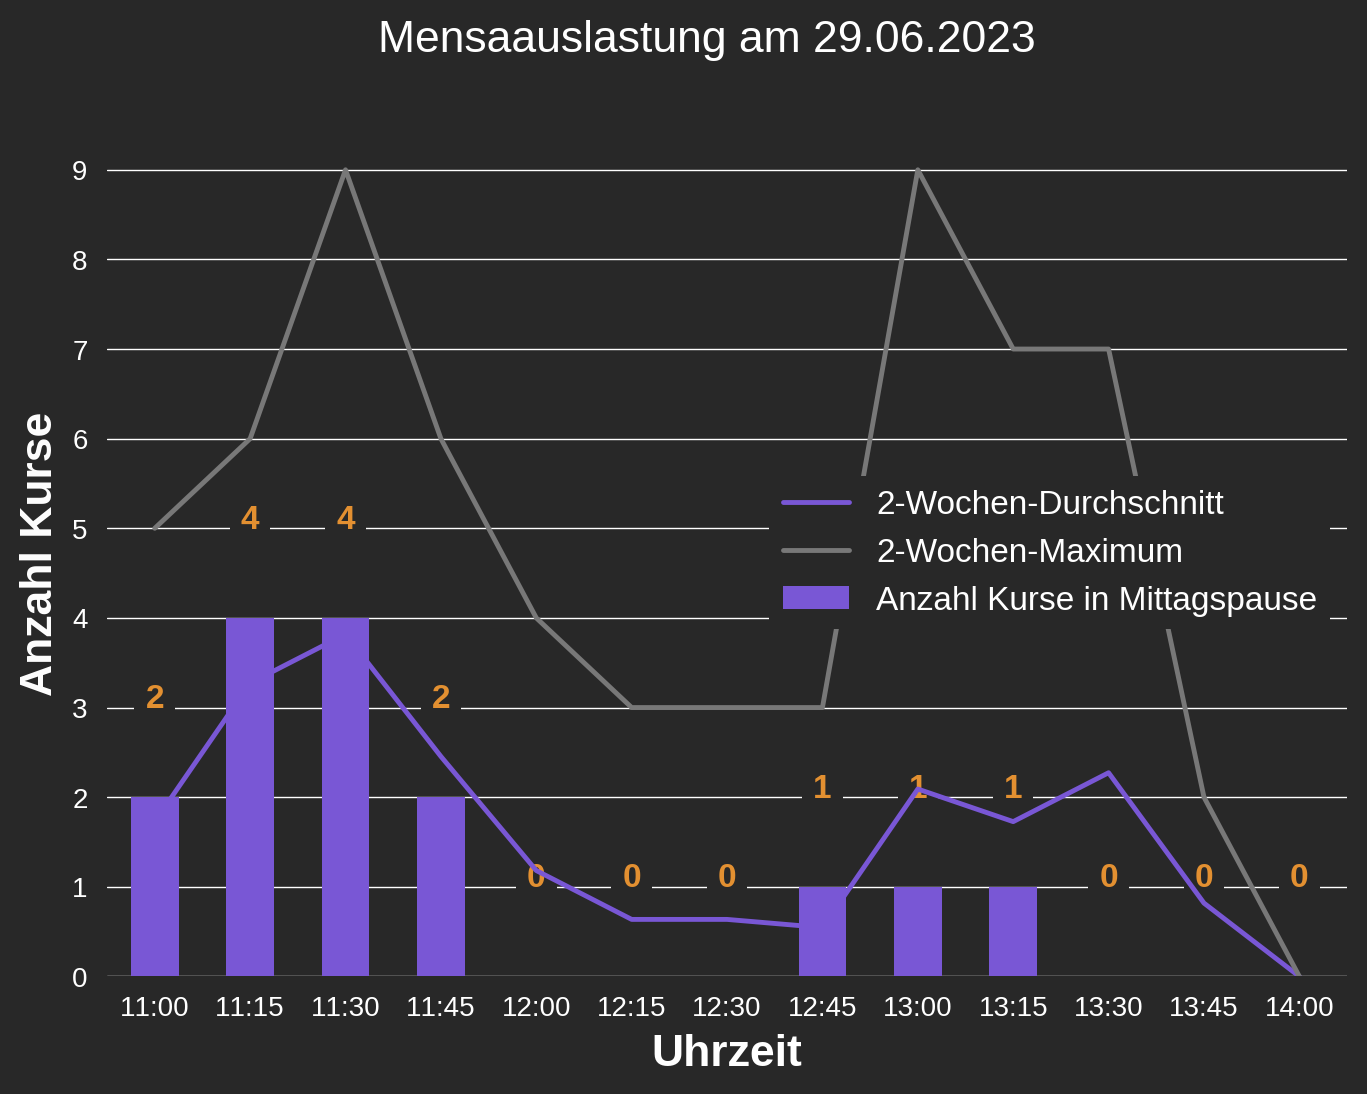 Mensaauslastung am 29.06.2023
9
8
7
6
5
4
3
2
1
0
Anzahl Kurse
4 4
2 2
1 1 1
0 0 0 0 0 0
2-Wochen-Durchschnitt
2-Wochen-Maximum
Anzahl Kurse in Mittagspause
11:00 11:15 11:30 11:45 12:00 12:15 12:30 12:45 13:00 13:15 13:30 13:45 14:00
Uhrzeit